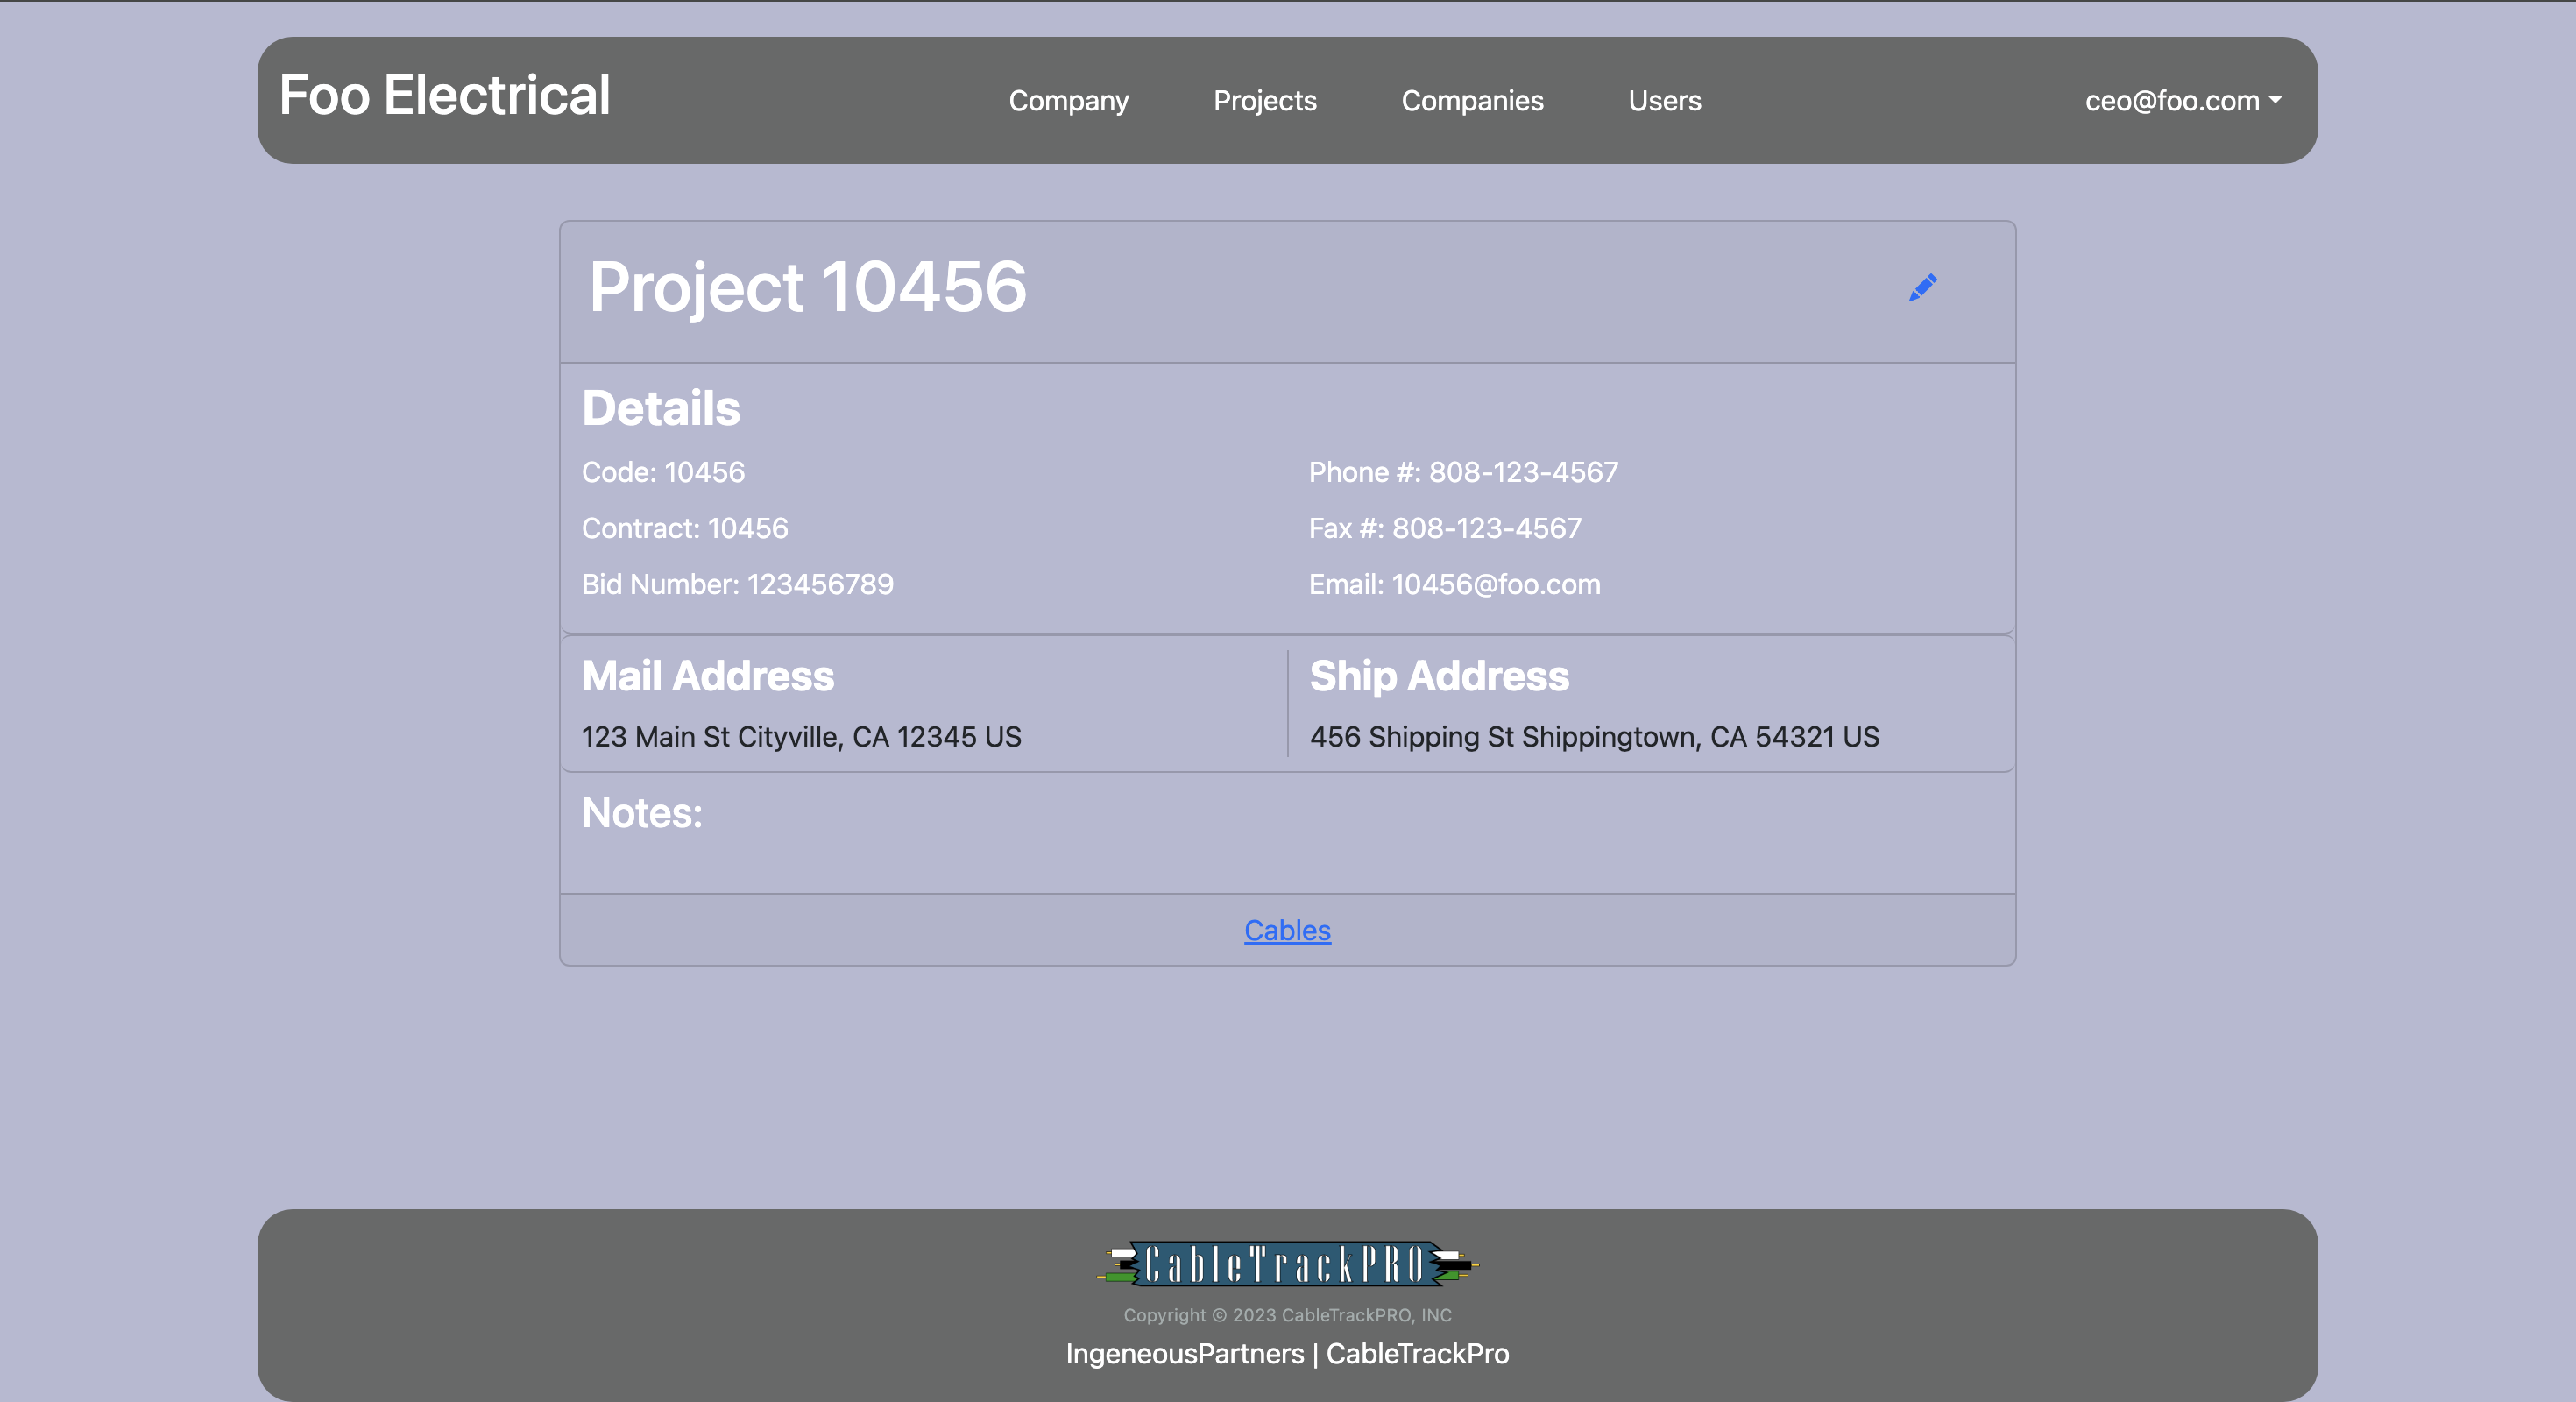 Foo Electrical
Company
Projects
Companies
Users
ceo@foo.com
Project 10456
Details
Code: 10456
Phone #: 808-123-4567
Contract: 10456
Fax #: 808-123-4567
Bid Number: 123456789
Email: 10456@foo.com
Mail Address
123 Main St Cityville, CA 12345 US
Ship Address
456 Shipping St Shippingtown, CA 54321 US
Notes:
Cables
CableTrackPRO
Copyright © 2023 CableTrackPRO, INC
IngeneousPartners | CableTrackPro